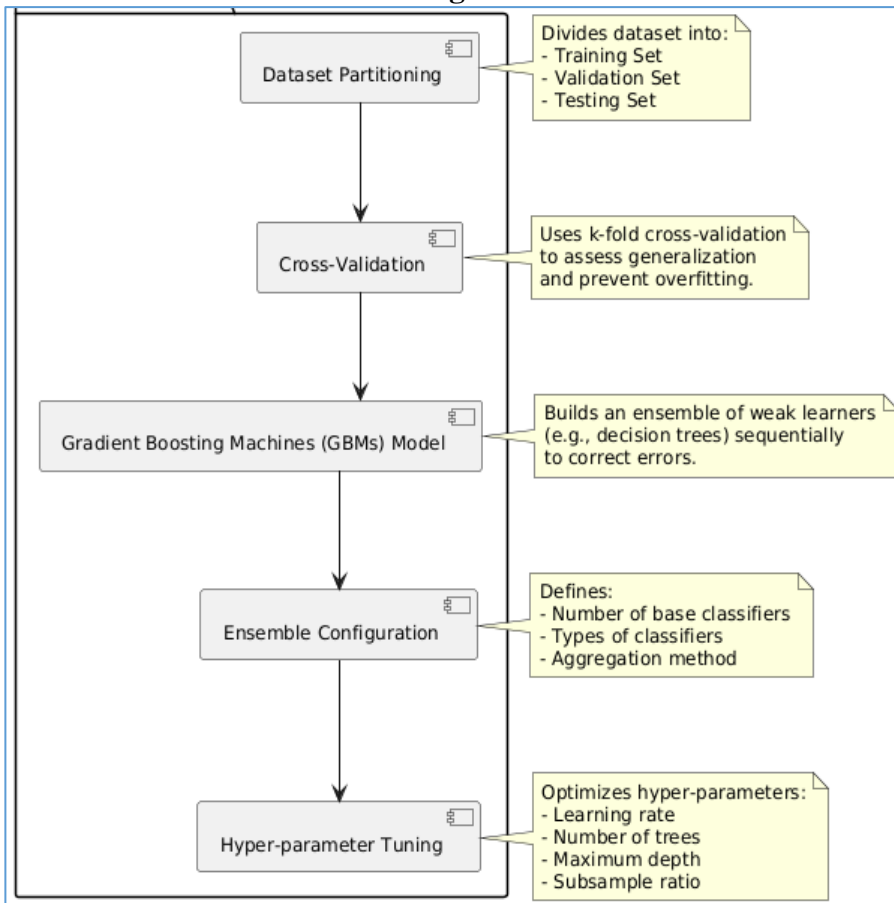 Dataset Partitioning
Divides dataset into:
- Training Set
- Validation Set
- Testing Set
Cross-Validation
Uses k-fold cross-validation
to assess generalization
and prevent overfitting.
Gradient Boosting Machines (GBMs) Model
Builds an ensemble of weak learners
(e.g., decision trees) sequentially
to correct errors.
Ensemble Configuration
Defines:
- Number of base classifiers
- Types of classifiers
- Aggregation method
Hyper-parameter Tuning
Optimizes hyper-parameters:
- Learning rate
- Number of trees
- Maximum depth
- Subsample ratio